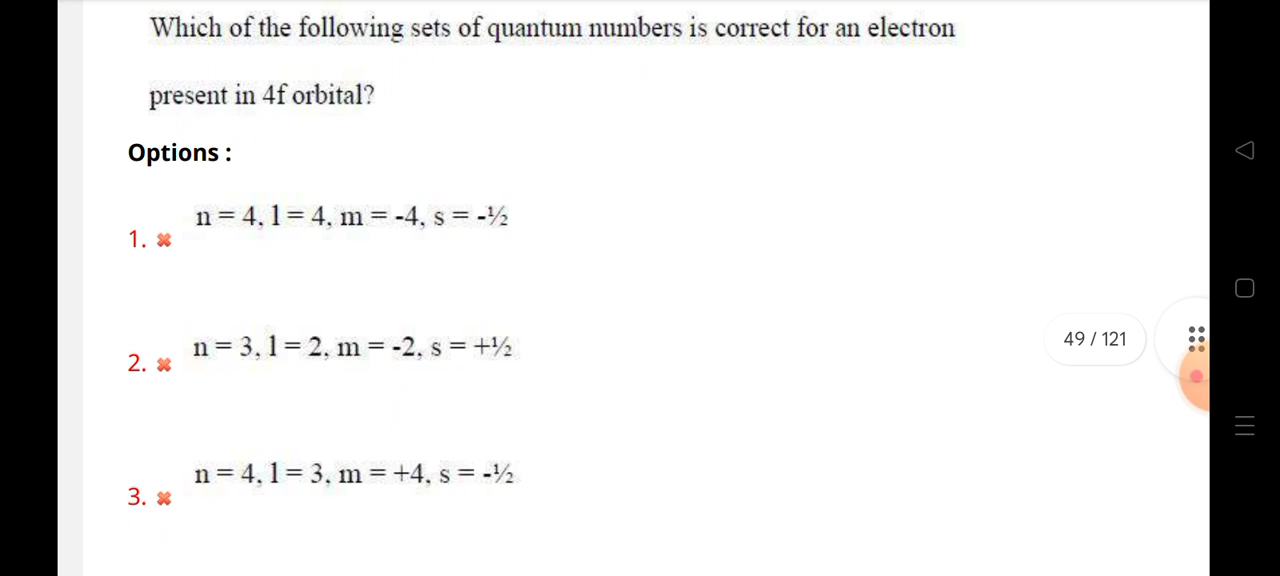 Which of the following sets of quantum numbers is correct for an electron
present in 4f orbital?
Options :
n = 4, l = 4, m = -4, s = -½
1.
n = 3, l = 2, m = -2, s = +½
2.
49 / 121
n = 4, l = 3, m = +4, s = -½
3.